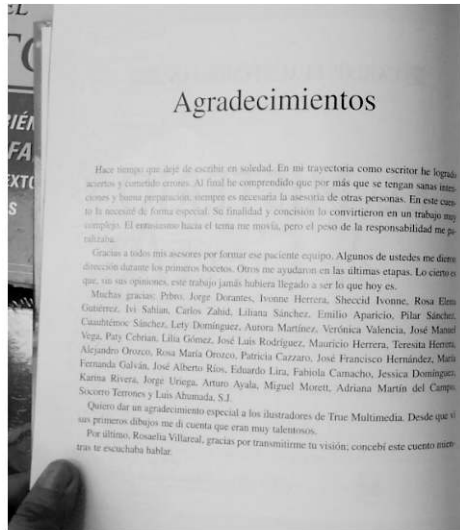 EL
TO
IÉN
FA
EXTO
S
Agradecimientos
Hace tiempo que dejé de escribir en soledad. En mi trayectoria como escritor he logrado
aciertos y cometido errores. Al final he comprendido que por más que se tengan sanas inten-
ciones y buena preparación, siempre es necesaria la asesoría de otras personas. En este cuen-
to la necesité de forma especial. Su finalidad y concisión lo convirtieron en un trabajo muy
complejo. El entusiasmo hacia el tema me movía, pero el peso de la responsabilidad me pa-
ralizaba.
Gracias a todos mis asesores por formar ese paciente equipo. Algunos de ustedes me dieron
dirección durante los primeros bocetos. Otros me ayudaron en las últimas etapas. Lo cierto es
que, sin sus opiniones, este trabajo jamás hubiera llegado a ser lo que hoy es.
Muchas gracias: Prbro. Jorge Dorantes, Ivonne Herrera, Sheccid Ivonne, Rosa Elena
Gutiérrez, Ivi Sahian, Carlos Zahid, Liliana Sánchez, Emilio Aparicio, Pilar Sánchez,
Cuauhtémoc Sánchez, Lety Domínguez, Aurora Martínez, Verónica Valencia, José Manuel
Vega, Paty Cebrian, Lilia Gómez, José Luis Rodríguez, Mauricio Herrera, Teresita Herrera,
Alejandro Orozco, Rosa María Orozco, Patricia Cazzaro, José Francisco Hernández, María
Fernanda Galván, José Alberto Ríos, Eduardo Lira, Fabiola Camacho, Jessica Domínguez,
Karina Rivera, Jorge Uriega, Arturo Ayala, Miguel Morett, Adriana Martín del Campo,
Socorro Terrones y Luis Ahumada, S.J.
Quiero dar un agradecimiento especial a los ilustradores de True Multimedia. Desde que vi
sus primeros dibujos me di cuenta que eran muy talentosos.
Por último, Rosaelia Villareal, gracias por transmitirme tu visión; concebí este cuento mien-
tras te escuchaba hablar.